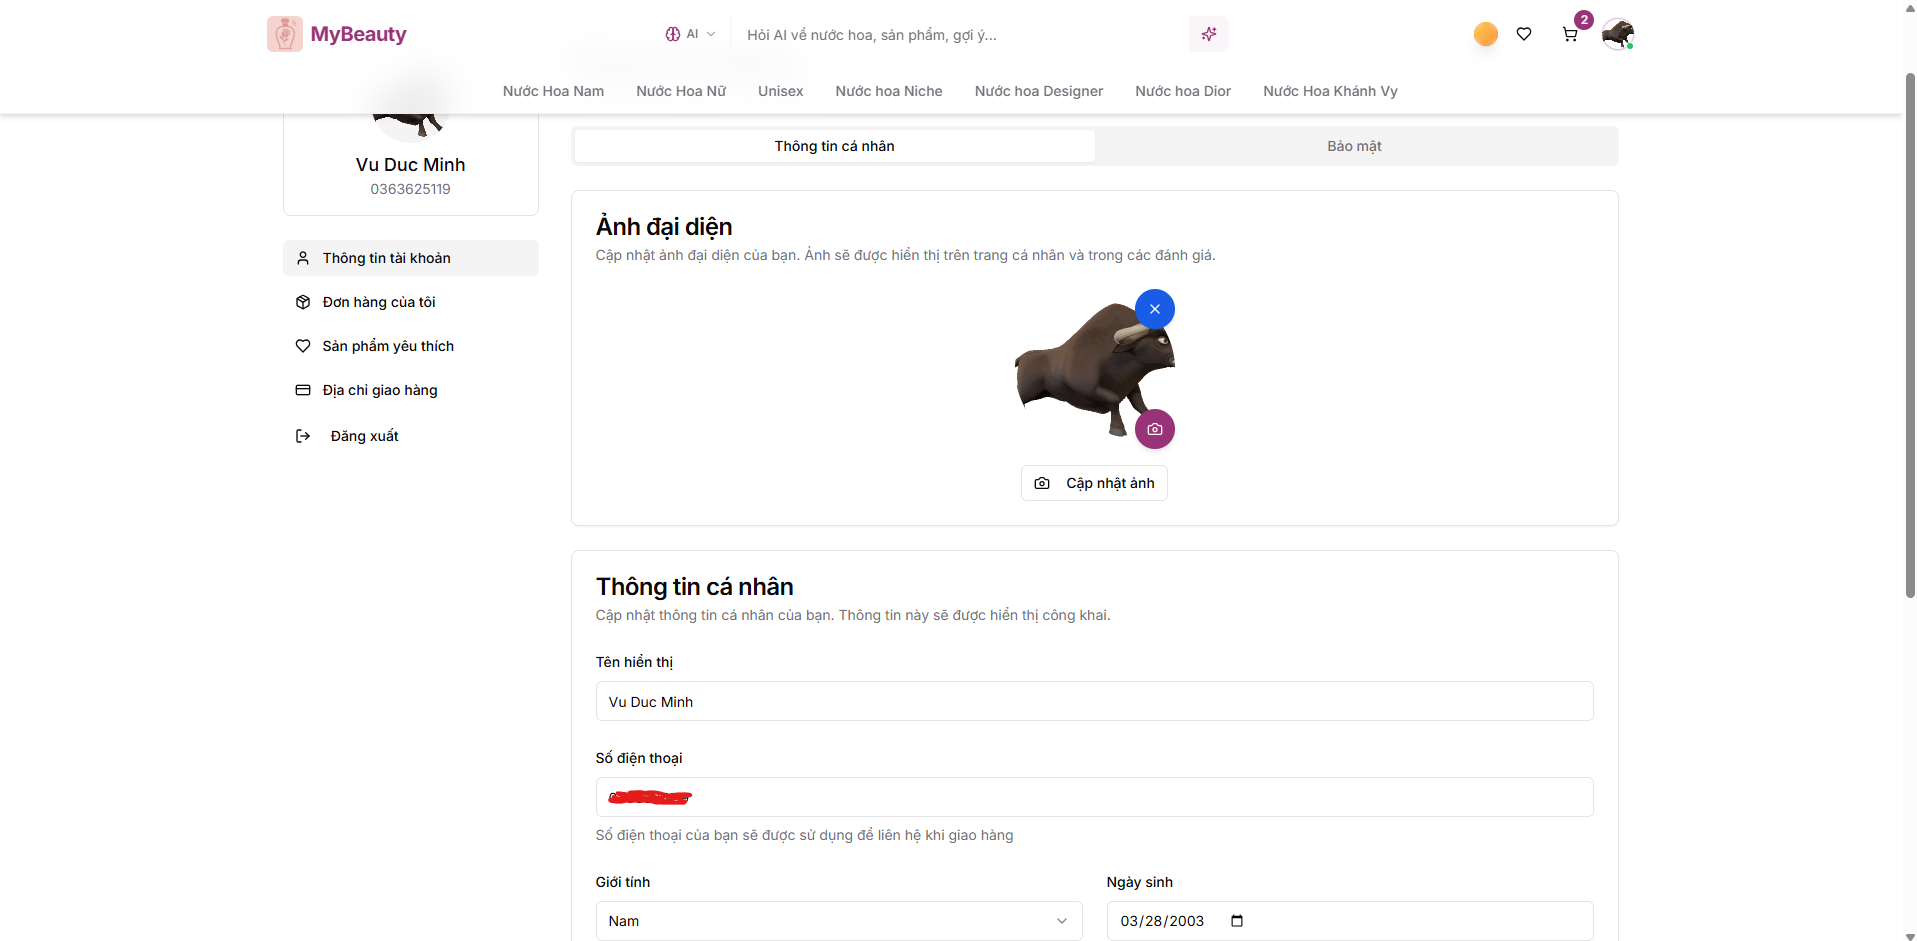 MyBeauty
AI
Hỏi AI về nước hoa, sản phẩm, gợi ý...
2
Nước Hoa Nam
Nước Hoa Nữ
Unisex
Nước hoa Niche
Nước hoa Designer
Nước hoa Dior
Nước Hoa Khánh Vy
Vu Duc Minh
0363625119
Thông tin tài khoản
Đơn hàng của tôi
Sản phẩm yêu thích
Địa chỉ giao hàng
Đăng xuất
Thông tin cá nhân
Bảo mật
Ảnh đại diện
Cập nhật ảnh đại diện của bạn. Ảnh sẽ được hiển thị trên trang cá nhân và trong các đánh giá.
Cập nhật ảnh
Thông tin cá nhân
Cập nhật thông tin cá nhân của bạn. Thông tin này sẽ được hiển thị công khai.
Tên hiển thị
Vu Duc Minh
Số điện thoại
Số điện thoại của bạn sẽ được sử dụng để liên hệ khi giao hàng
Giới tính
Nam
Ngày sinh
03/28/2003